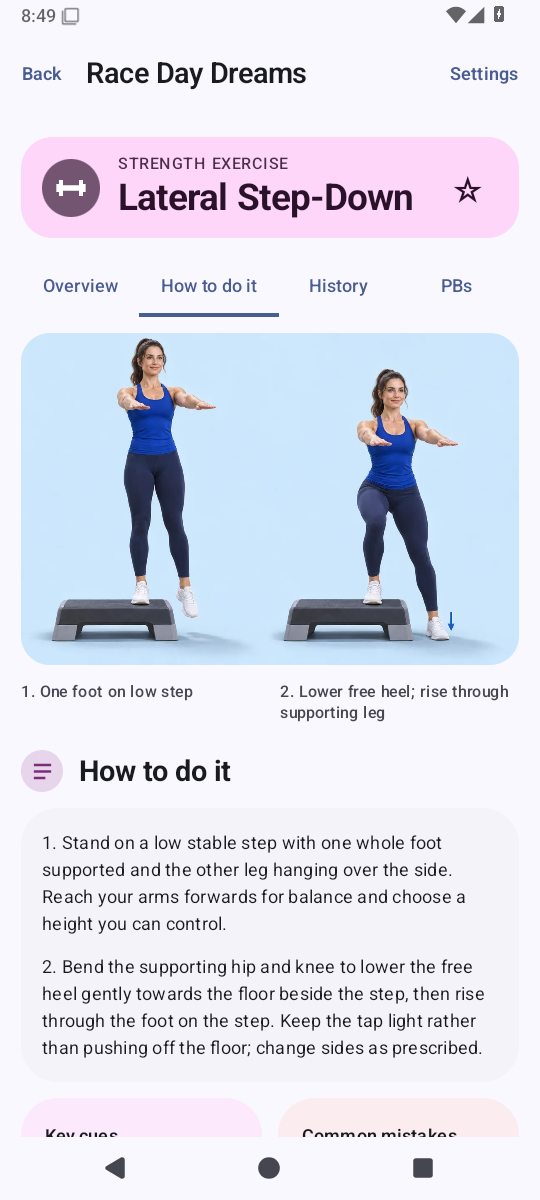 8:49
Back
Race Day Dreams
Settings
STRENGTH EXERCISE
Lateral Step-Down
Overview
How to do it
History
PBs
1. One foot on low step
2. Lower free heel; rise through
supporting leg
How to do it
1. Stand on a low stable step with one whole foot
supported and the other leg hanging over the side.
Reach your arms forwards for balance and choose a
height you can control.
2. Bend the supporting hip and knee to lower the free
heel gently towards the floor beside the step, then rise
through the foot on the step. Keep the tap light rather
than pushing off the floor; change sides as prescribed.
Key cues
Common mistakes